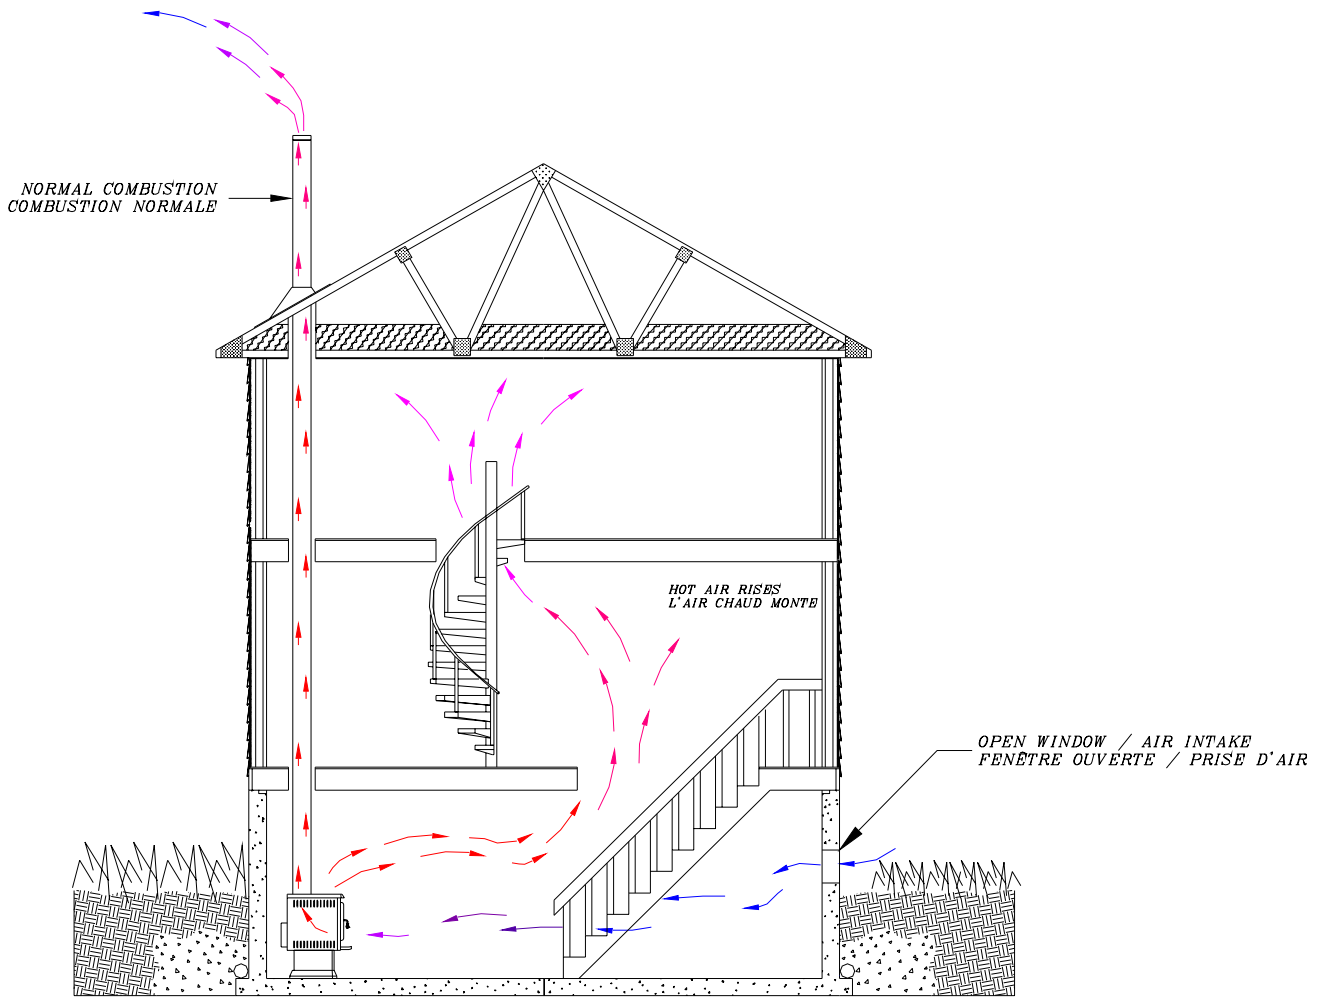 NORMAL COMBUSTION
COMBUSTION NORMALE
HOT AIR RISES
L'AIR CHAUD MONTE
OPEN WINDOW / AIR INTAKE
FENÊTRE OUVERTE / PRISE D'AIR